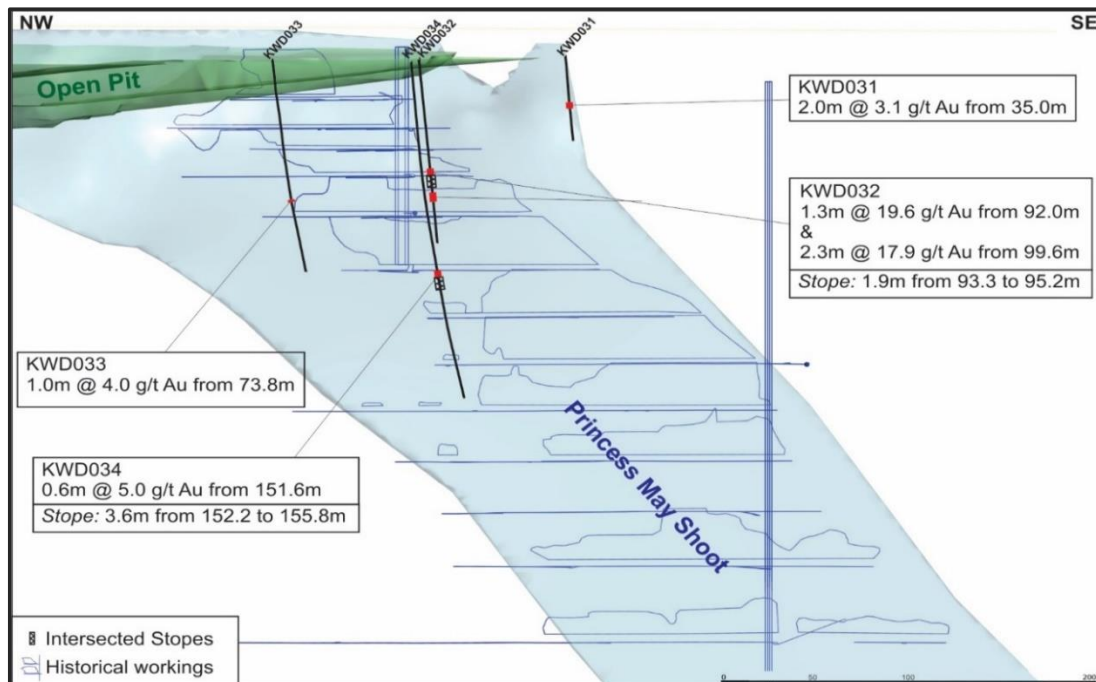 NW
SE
KWD033
KWD034
KWD032
KWD031
Open Pit
KWD031
2.0m @ 3.1 g/t Au from 35.0m
KWD032
1.3m @ 19.6 g/t Au from 92.0m
&
2.3m @ 17.9 g/t Au from 99.6m
Stope: 1.9m from 93.3 to 95.2m
KWD033
1.0m @ 4.0 g/t Au from 73.8m
KWD034
0.6m @ 5.0 g/t Au from 151.6m
Stope: 3.6m from 152.2 to 155.8m
Princess May Shoot
Intersected Stopes
Historical workings
0
50
100
200